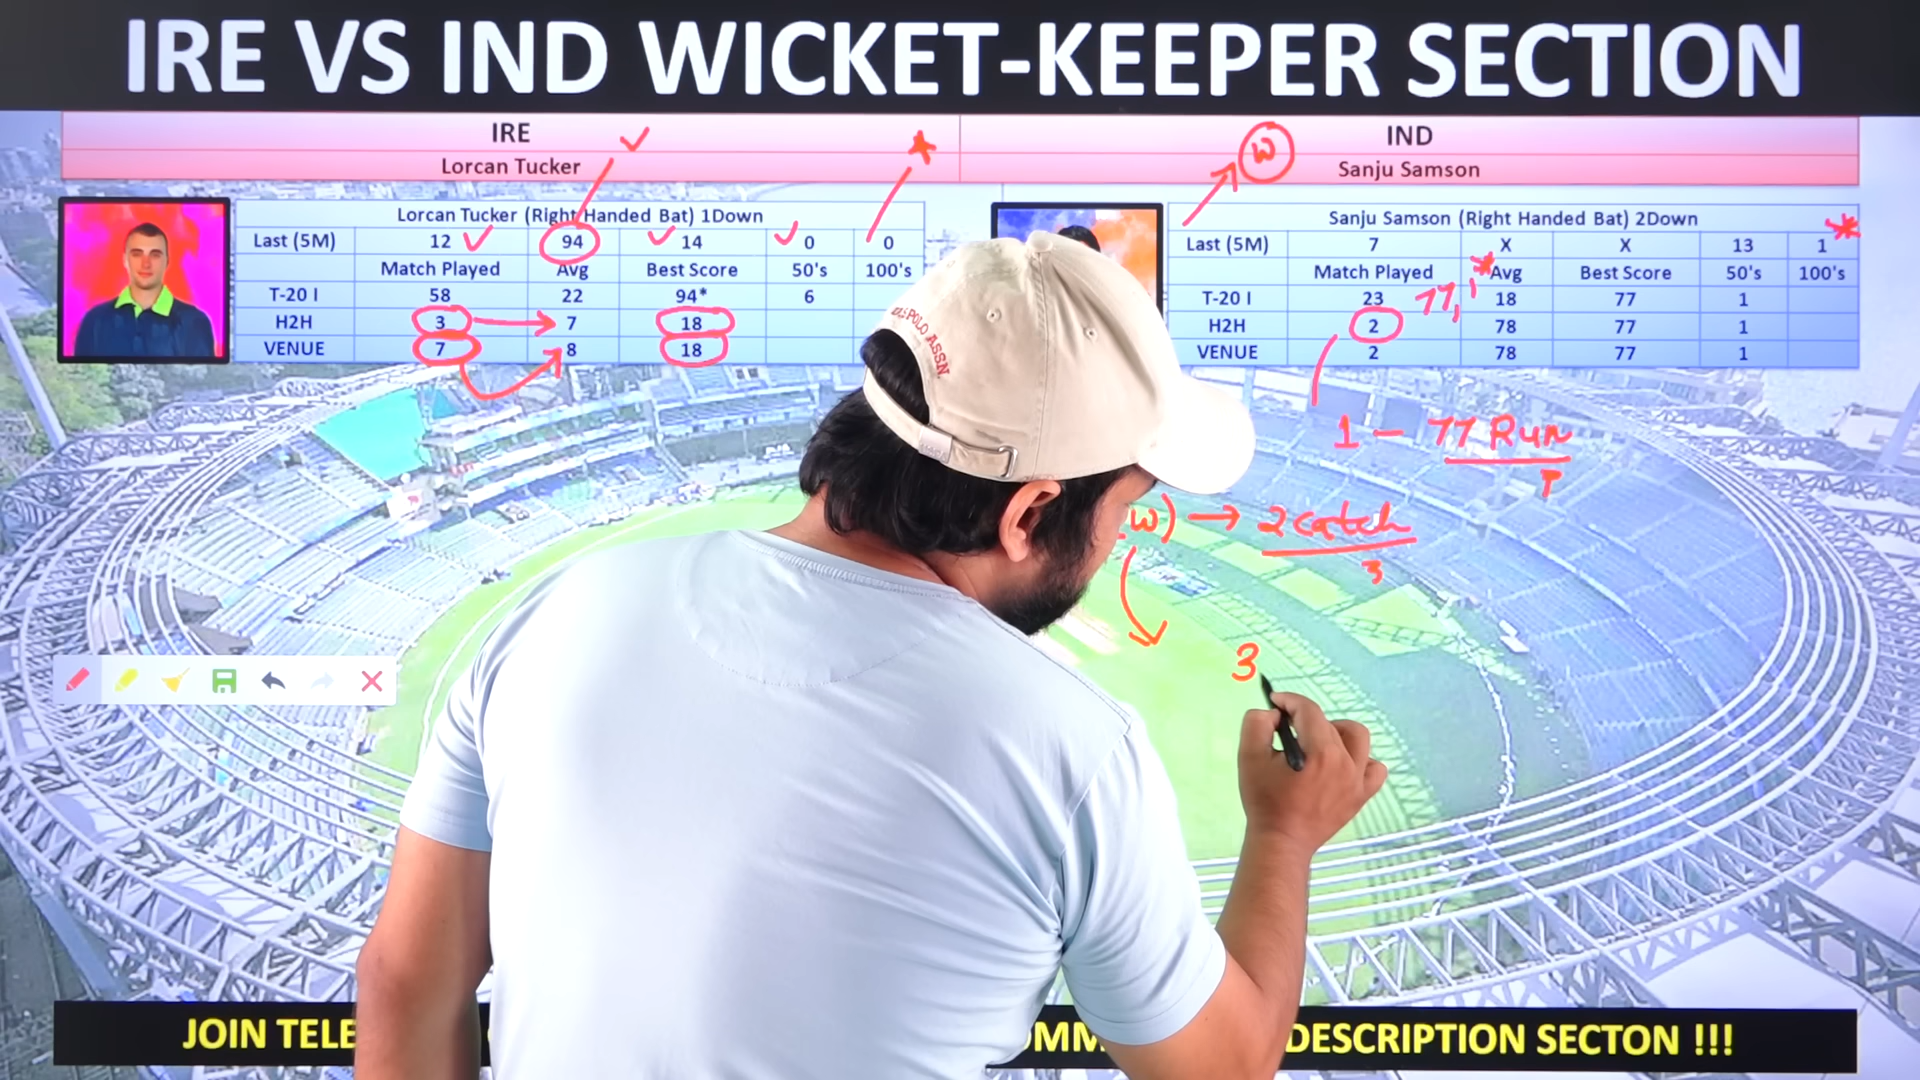 IRE VS IND WICKET-KEEPER SECTION
IRE
Lorcan Tucker
IND
Sanju Samson
W
Lorcan Tucker (Right Handed Bat) 1Down
Last (5M) 12 94 14 0 0
Match Played Avg Best Score 50's 100's
T-20 I 58 22 94* 6
H2H 3 7 18
VENUE 7 8 18
Sanju Samson (Right Handed Bat) 2Down
Last (5M) 7 X X 13 1
Match Played Avg Best Score 50's 100's
T-20 I 23 18 77 1
H2H 2 78 77 1
VENUE 2 78 77 1
77, 1
1 - 77 Run
w) → 2 catch
3
3
POLO ASSN.
JOIN TELE
DESCRIPTION SECTON !!!